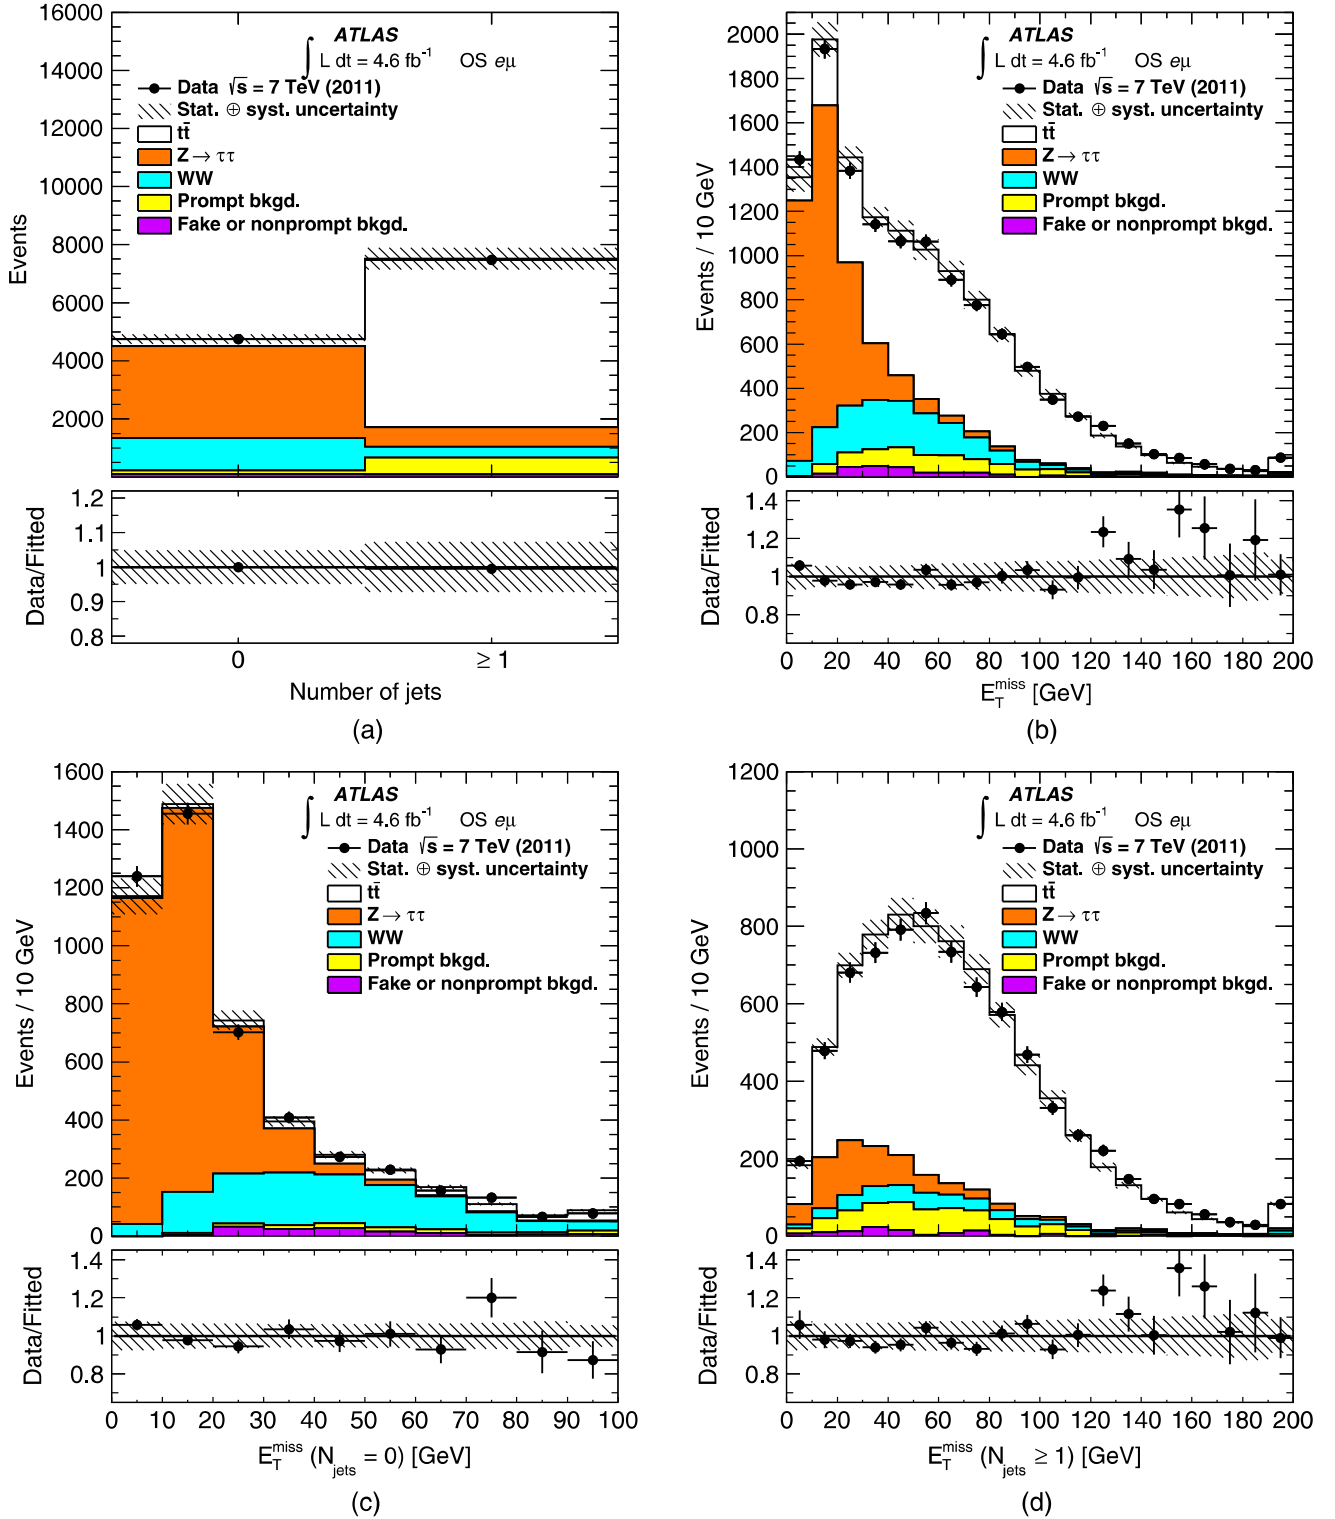 16000
14000
12000
10000
8000
6000
4000
2000
Events
ATLAS
∫ L dt = 4.6 fb⁻¹ OS eμ
Data √s = 7 TeV (2011)
Stat. ⊕ syst. uncertainty
tt̄
Z → ττ
WW
Prompt bkgd.
Fake or nonprompt bkgd.
1.2
1.1
1
0.9
0.8
Data/Fitted
0 ≥ 1
Number of jets
(a)
2000
1800
1600
1400
1200
1000
800
600
400
200
0
Events / 10 GeV
ATLAS
∫ L dt = 4.6 fb⁻¹ OS eμ
Data √s = 7 TeV (2011)
Stat. ⊕ syst. uncertainty
tt̄
Z → ττ
WW
Prompt bkgd.
Fake or nonprompt bkgd.
1.4
1.2
1
0.8
Data/Fitted
0 20 40 60 80 100 120 140 160 180 200
E_T^miss [GeV]
(b)
1600
1400
1200
1000
800
600
400
200
0
Events / 10 GeV
ATLAS
∫ L dt = 4.6 fb⁻¹ OS eμ
Data √s = 7 TeV (2011)
Stat. ⊕ syst. uncertainty
tt̄
Z → ττ
WW
Prompt bkgd.
Fake or nonprompt bkgd.
1.4
1.2
1
0.8
Data/Fitted
0 10 20 30 40 50 60 70 80 90 100
E_T^miss (N_jets = 0) [GeV]
(c)
1200
1000
800
600
400
200
0
Events / 10 GeV
ATLAS
∫ L dt = 4.6 fb⁻¹ OS eμ
Data √s = 7 TeV (2011)
Stat. ⊕ syst. uncertainty
tt̄
Z → ττ
WW
Prompt bkgd.
Fake or nonprompt bkgd.
1.4
1.2
1
0.8
Data/Fitted
0 20 40 60 80 100 120 140 160 180 200
E_T^miss (N_jets ≥ 1) [GeV]
(d)